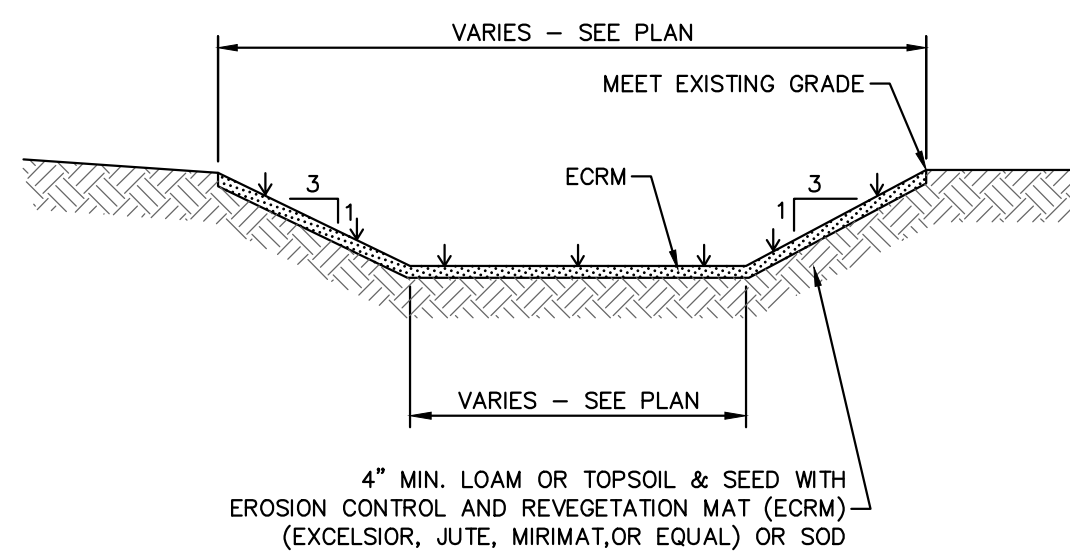 VARIES – SEE PLAN
MEET EXISTING GRADE
ECRM
3
1
3
1
VARIES – SEE PLAN
4" MIN. LOAM OR TOPSOIL & SEED WITH
EROSION CONTROL AND REVEGETATION MAT (ECRM)
(EXCELSIOR, JUTE, MIRIMAT,OR EQUAL) OR SOD